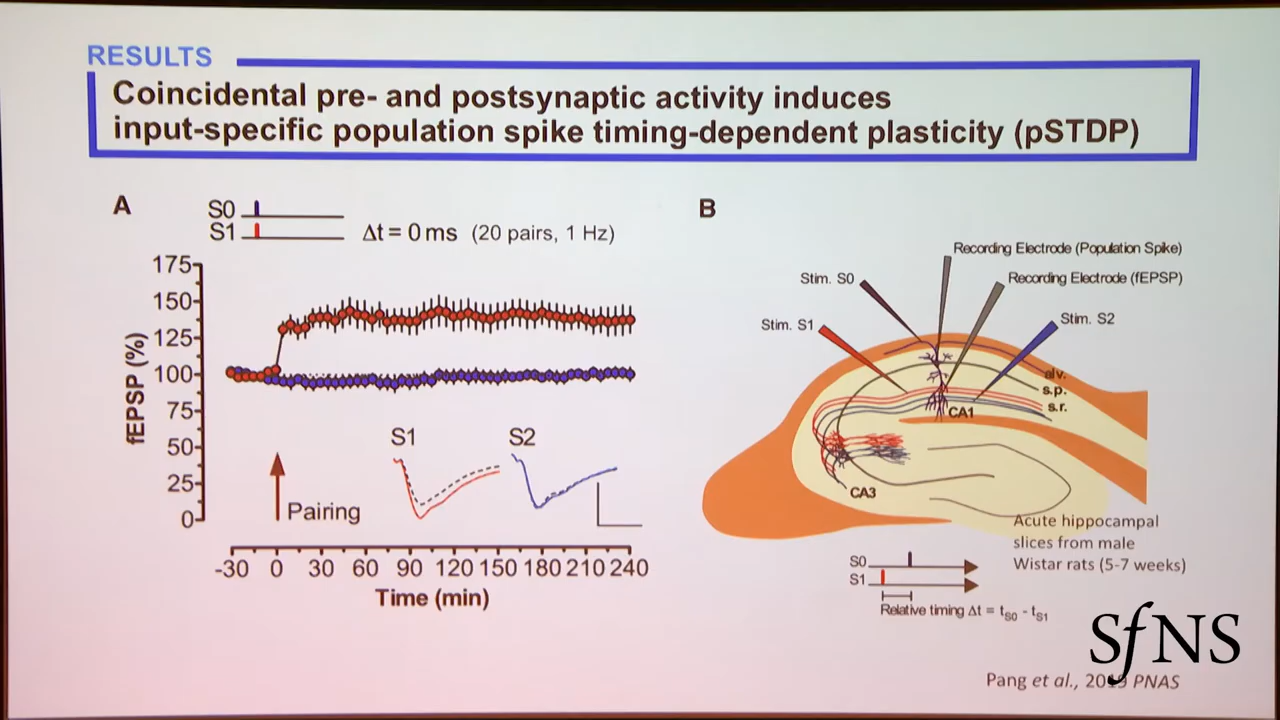 RESULTS
Coincidental pre- and postsynaptic activity induces
input-specific population spike timing-dependent plasticity (pSTDP)
A
S0
S1
Δt = 0 ms (20 pairs, 1 Hz)
175
150
125
100
75
50
25
0
fEPSP (%)
S1
S2
Pairing
-30 0 30 60 90 120 150 180 210 240
Time (min)
B
Recording Electrode (Population Spike)
Stim. S0
Recording Electrode (fEPSP)
Stim. S1
Stim. S2
alv.
s.p.
s.r.
CA1
CA3
Acute hippocampal
slices from male
Wistar rats (5-7 weeks)
S0
S1
Relative timing Δt = tS0 - tS1
SfNS
Pang et al., 2019 PNAS